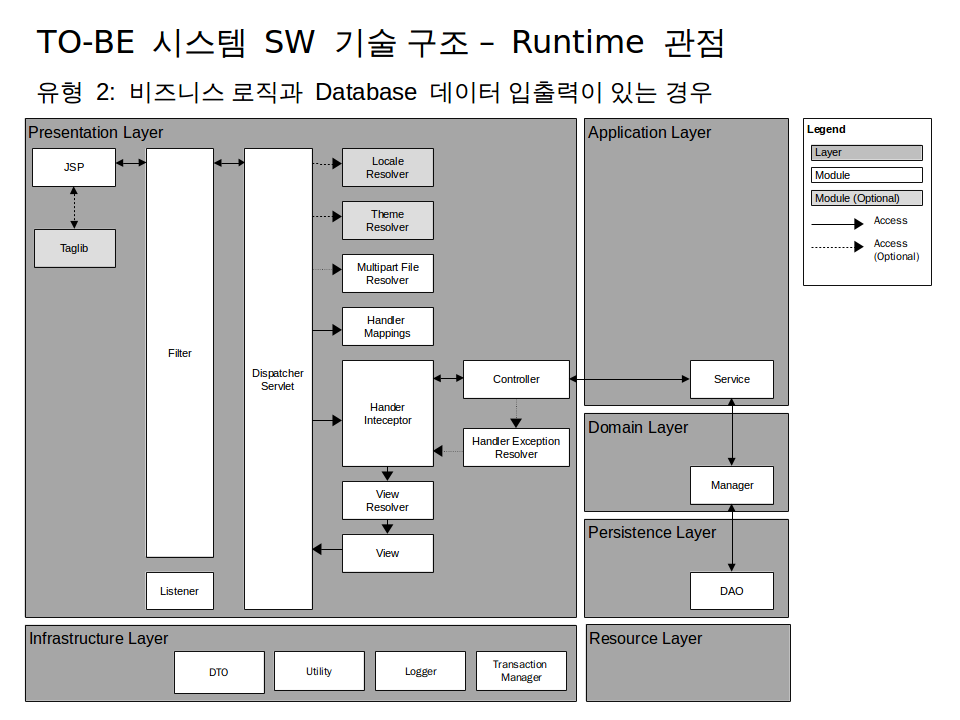 TO-BE 시스템 SW 기술 구조 – Runtime 관점
유형 2: 비즈니스 로직과 Database 데이터 입출력이 있는 경우
Presentation Layer
JSP
Taglib
Filter
Listener
Dispatcher
Servlet
Locale
Resolver
Theme
Resolver
Multipart File
Resolver
Handler
Mappings
Hander
Inteceptor
Controller
Handler Exception
Resolver
View
Resolver
View
Application Layer
Service
Domain Layer
Manager
Persistence Layer
DAO
Legend
Layer
Module
Module (Optional)
Access
Access
(Optional)
Infrastructure Layer
DTO
Utility
Logger
Transaction
Manager
Resource Layer